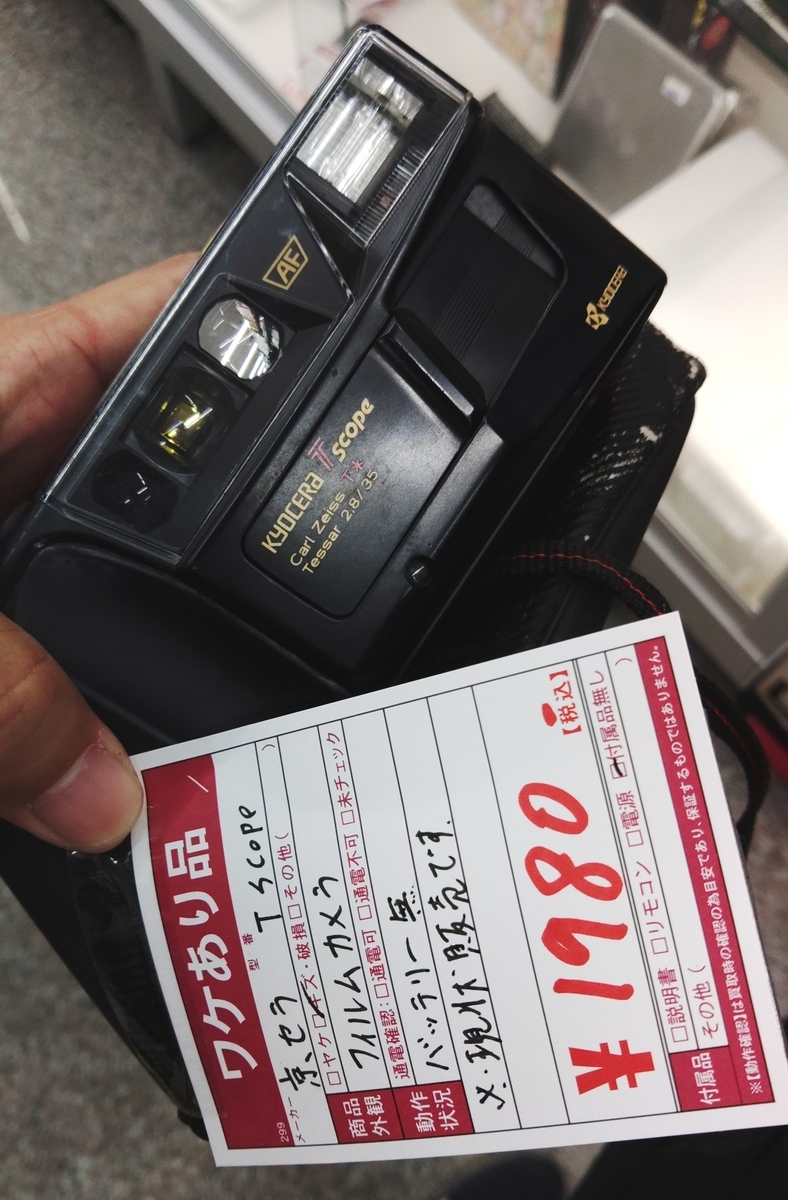 AF
KYOCERA
KYOCERA T scope
Carl Zeiss T*
Tessar 2.8/35
ワケあり品
299
メーカー 京セラ 型番 T scope
商品外観 □ヤケ☑キズ・破損□その他( )
フィルムカメラ
動作状況 通電確認:□通電可 □通電不可 □未チェック
バッテリー無
メ・現状販売です.
¥1980【税込】
付属品 □説明書 □リモコン □電源 ☑付属品無し
その他( )
※【動作確認】は買取時の確認の為目安であり、保証するものではありません。